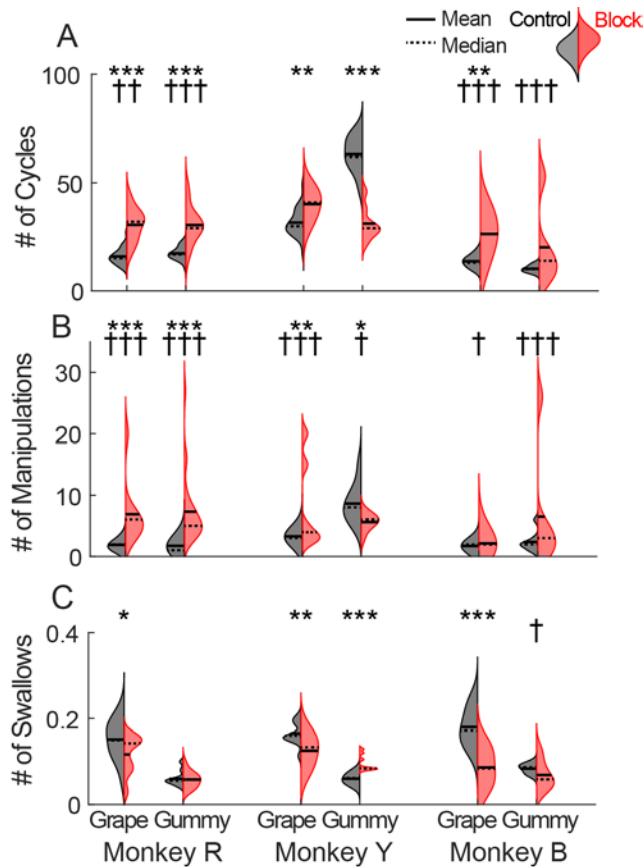 Mean Control Block
Median
A
100
50
0
# of Cycles
*** *** ** *** **
†† ††† ††† †††
B
30
20
10
0
# of Manipulations
*** *** ** *
††† ††† ††† † † †††
C
0.4
0.2
0
# of Swallows
* ** *** ***
†
Grape Gummy Grape Gummy Grape Gummy
Monkey R Monkey Y Monkey B